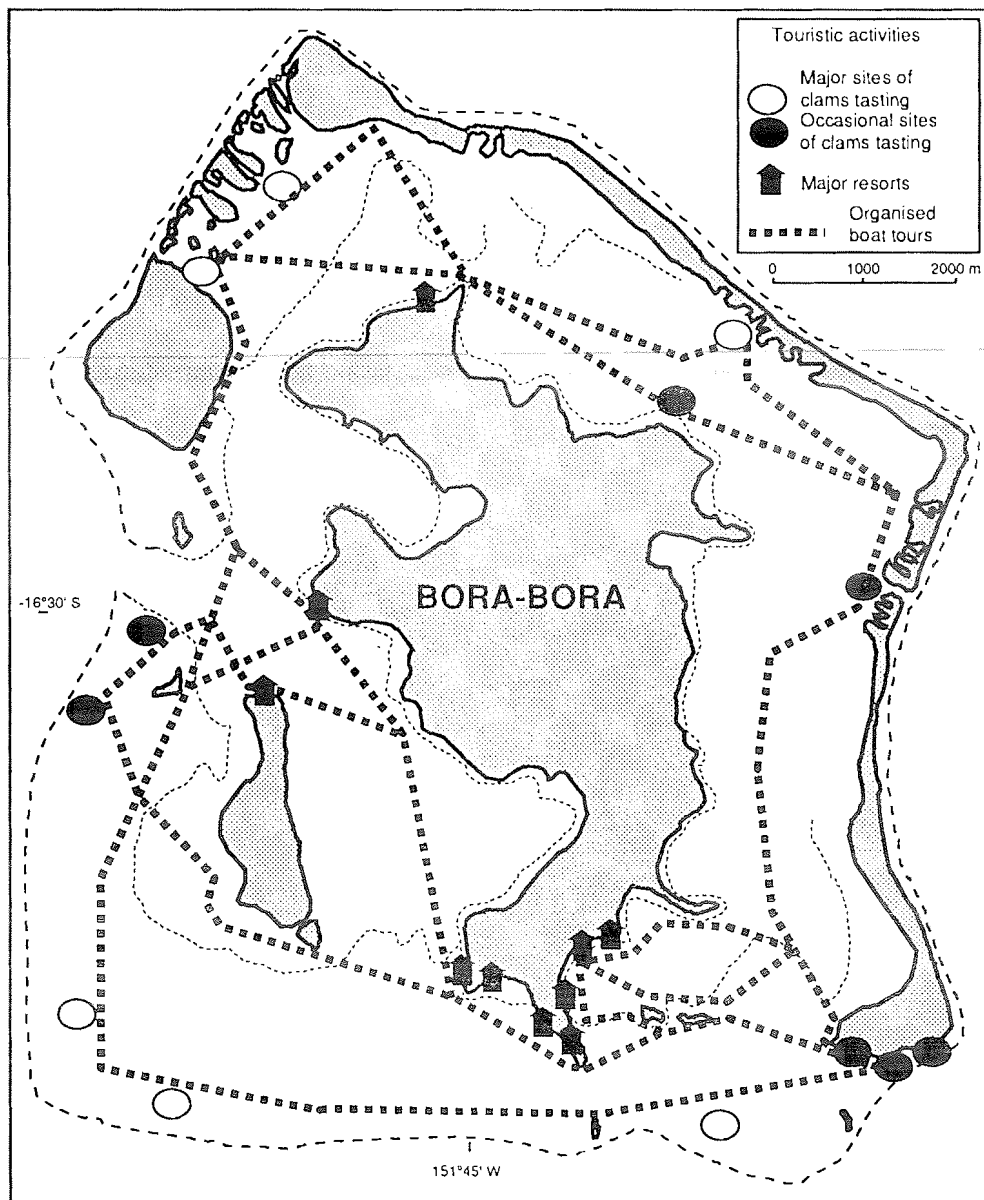 Touristic activities
Major sites of
clams tasting
Occasional sites
of clams tasting
Major resorts
Organised
boat tours
0 1000 2000 m
BORA-BORA
-16°30' S
151°45' W